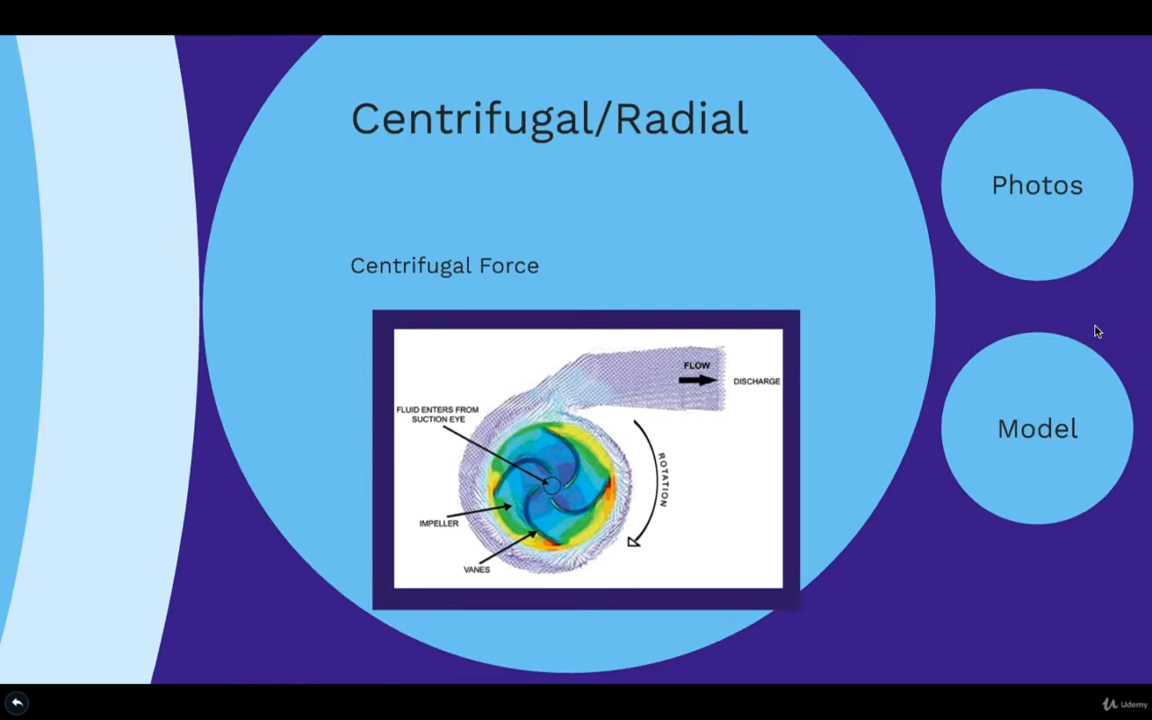 Centrifugal/Radial
Centrifugal Force
FLOW
DISCHARGE
FLUID ENTERS FROM
SUCTION EYE
ROTATION
IMPELLER
VANES
Photos
Model
Udemy